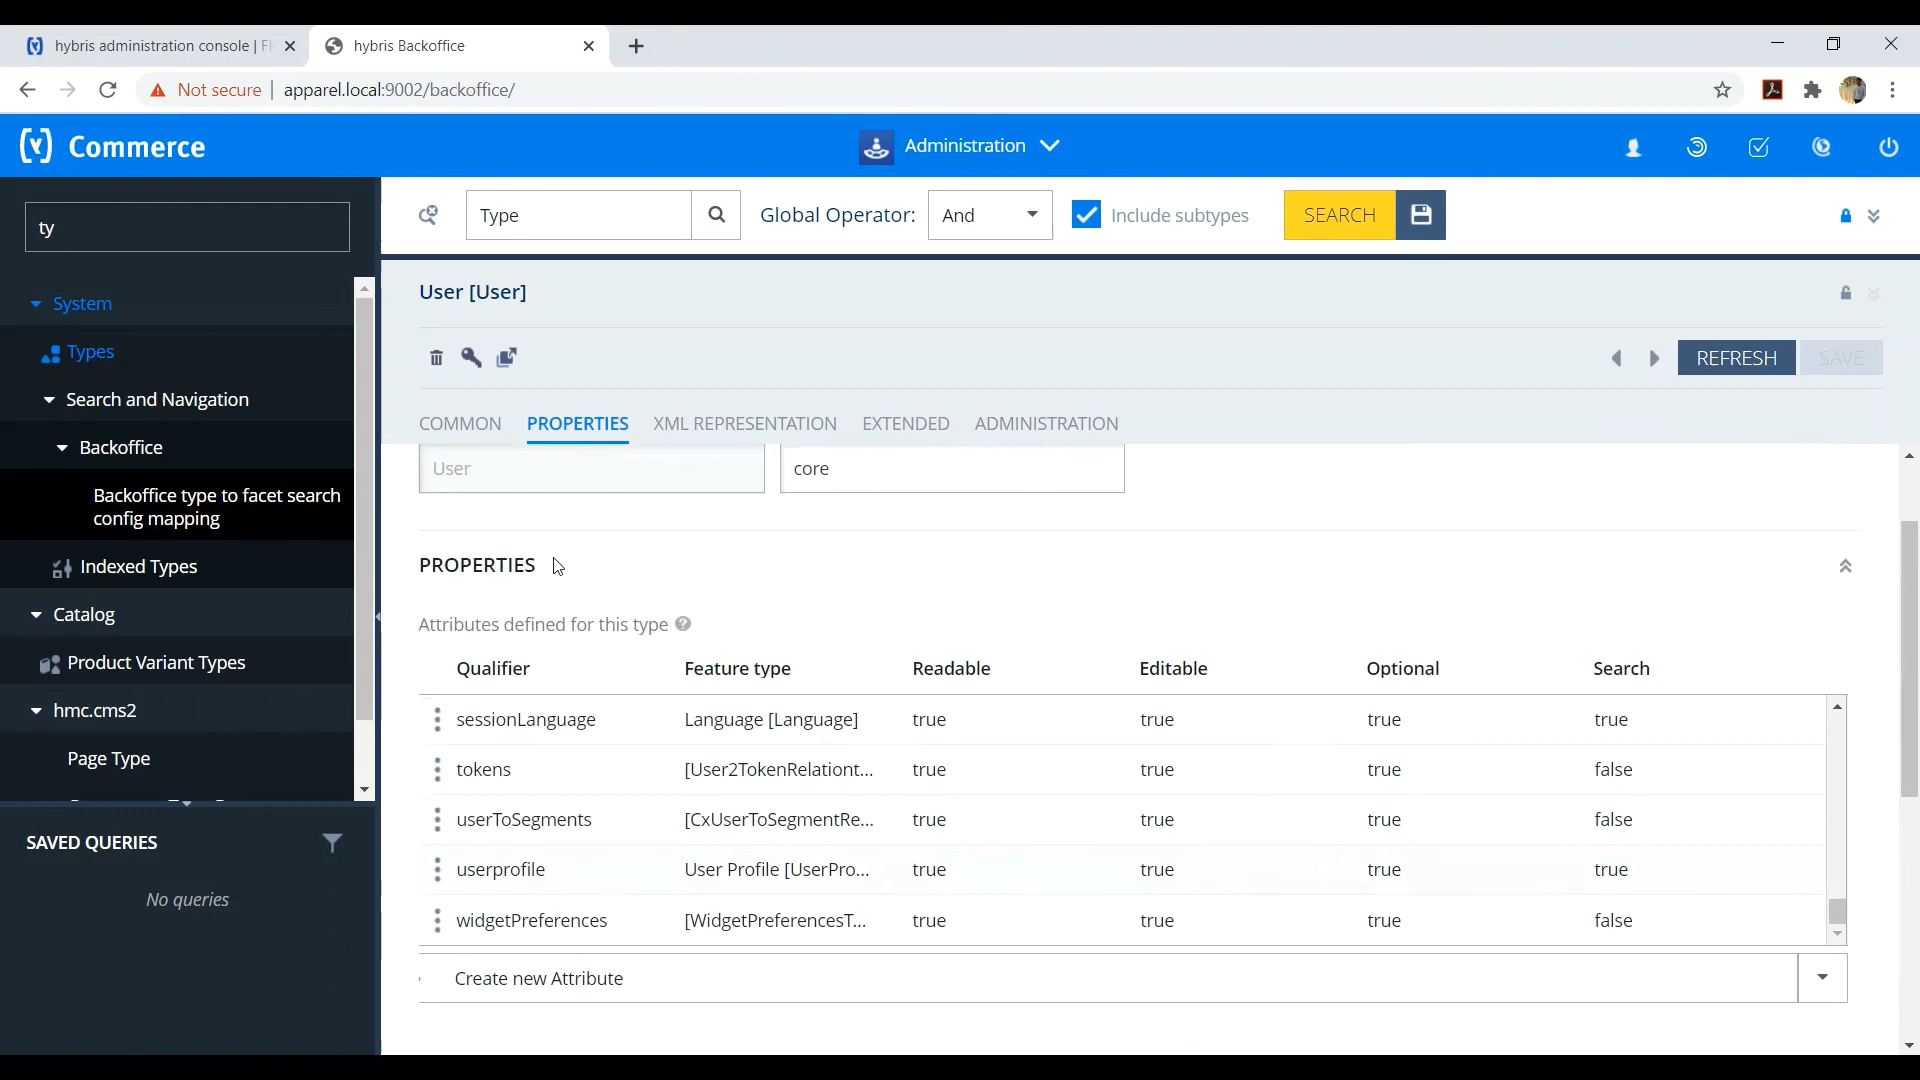 hybris administration console | Fl
hybris Backoffice
Not secure | apparel.local:9002/backoffice/
Commerce
Administration
ty
System
Types
Search and Navigation
Backoffice
Backoffice type to facet search
config mapping
Indexed Types
Catalog
Product Variant Types
hmc.cms2
Page Type
SAVED QUERIES
No queries
Type
Global Operator:
And
Include subtypes
SEARCH
User [User]
REFRESH
SAVE
COMMON PROPERTIES XML REPRESENTATION EXTENDED ADMINISTRATION
User
core
PROPERTIES
Attributes defined for this type
Qualifier Feature type Readable Editable Optional Search
sessionLanguage Language [Language] true true true true
tokens [User2TokenRelationt... true true true false
userToSegments [CxUserToSegmentRe... true true true false
userprofile User Profile [UserPro... true true true true
widgetPreferences [WidgetPreferencesT... true true true false
Create new Attribute